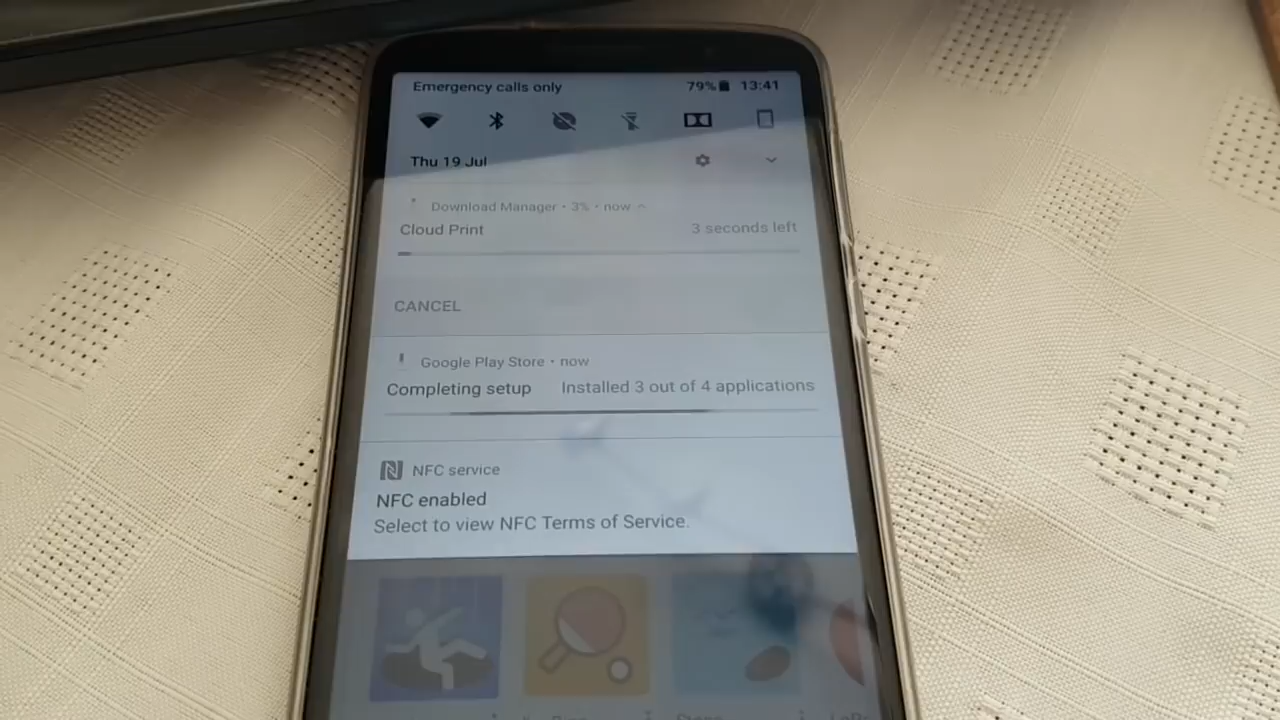 Emergency calls only 79% 13:41
Thu 19 Jul
Download Manager • 3% • now
Cloud Print 3 seconds left
CANCEL
Google Play Store • now
Completing setup Installed 3 out of 4 applications
NFC service
NFC enabled
Select to view NFC Terms of Service.